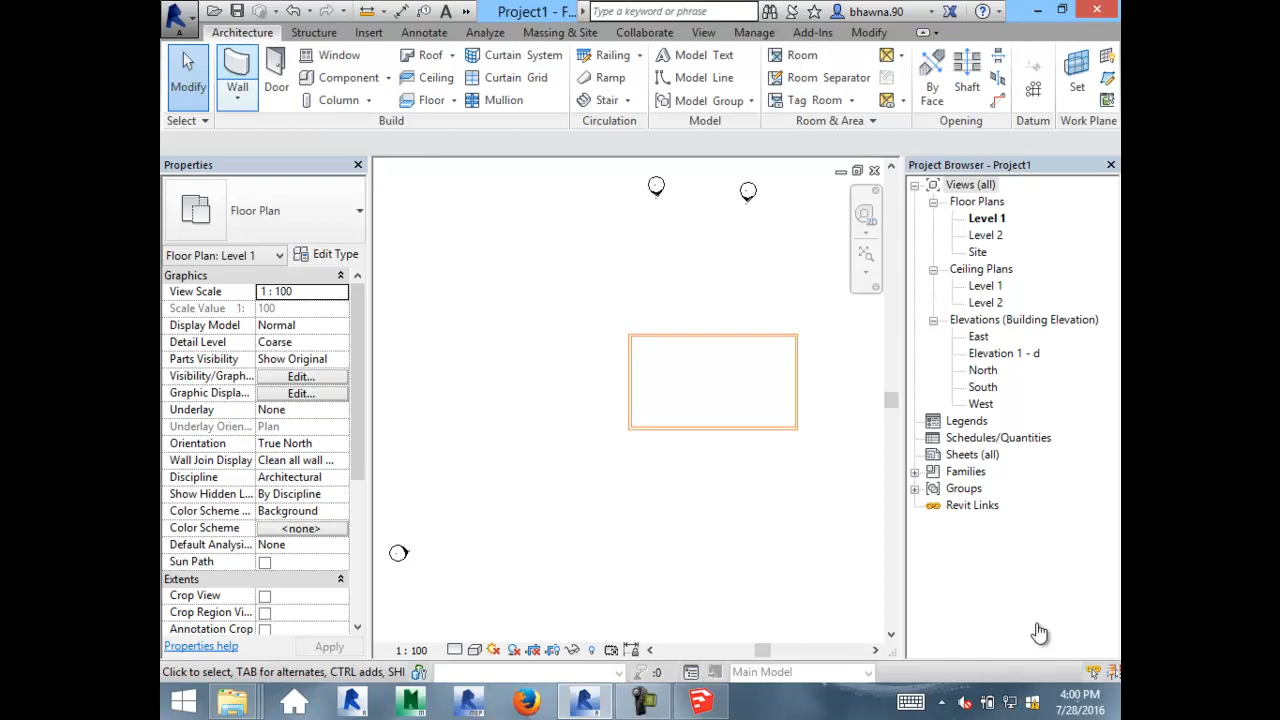 Project1 - F...
Type a keyword or phrase
bhawna.90
Architecture Structure Insert Annotate Analyze Massing & Site Collaborate View Manage Add-Ins Modify
Modify Wall Door Window Component Column Roof Ceiling Floor Curtain System Curtain Grid Mullion Railing Ramp Stair Model Text Model Line Model Group Room Room Separator Tag Room By Face Shaft Set
Select Build Circulation Model Room & Area Opening Datum Work Plane
Properties
Floor Plan
Floor Plan: Level 1 Edit Type
Graphics
View Scale 1 : 100
Scale Value 1: 100
Display Model Normal
Detail Level Coarse
Parts Visibility Show Original
Visibility/Graph... Edit...
Graphic Displa... Edit...
Underlay None
Underlay Orien... Plan
Orientation True North
Wall Join Display Clean all wall ...
Discipline Architectural
Show Hidden L... By Discipline
Color Scheme ... Background
Color Scheme <none>
Default Analysi... None
Sun Path
Extents
Crop View
Crop Region Vi...
Annotation Crop
Properties help Apply
2D
1 : 100
Project Browser - Project1
Views (all)
Floor Plans
Level 1
Level 2
Site
Ceiling Plans
Level 1
Level 2
Elevations (Building Elevation)
East
Elevation 1 - d
North
South
West
Legends
Schedules/Quantities
Sheets (all)
Families
Groups
Revit Links
Click to select, TAB for alternates, CTRL adds, SHI
:0
Main Model
4:00 PM
7/28/2016